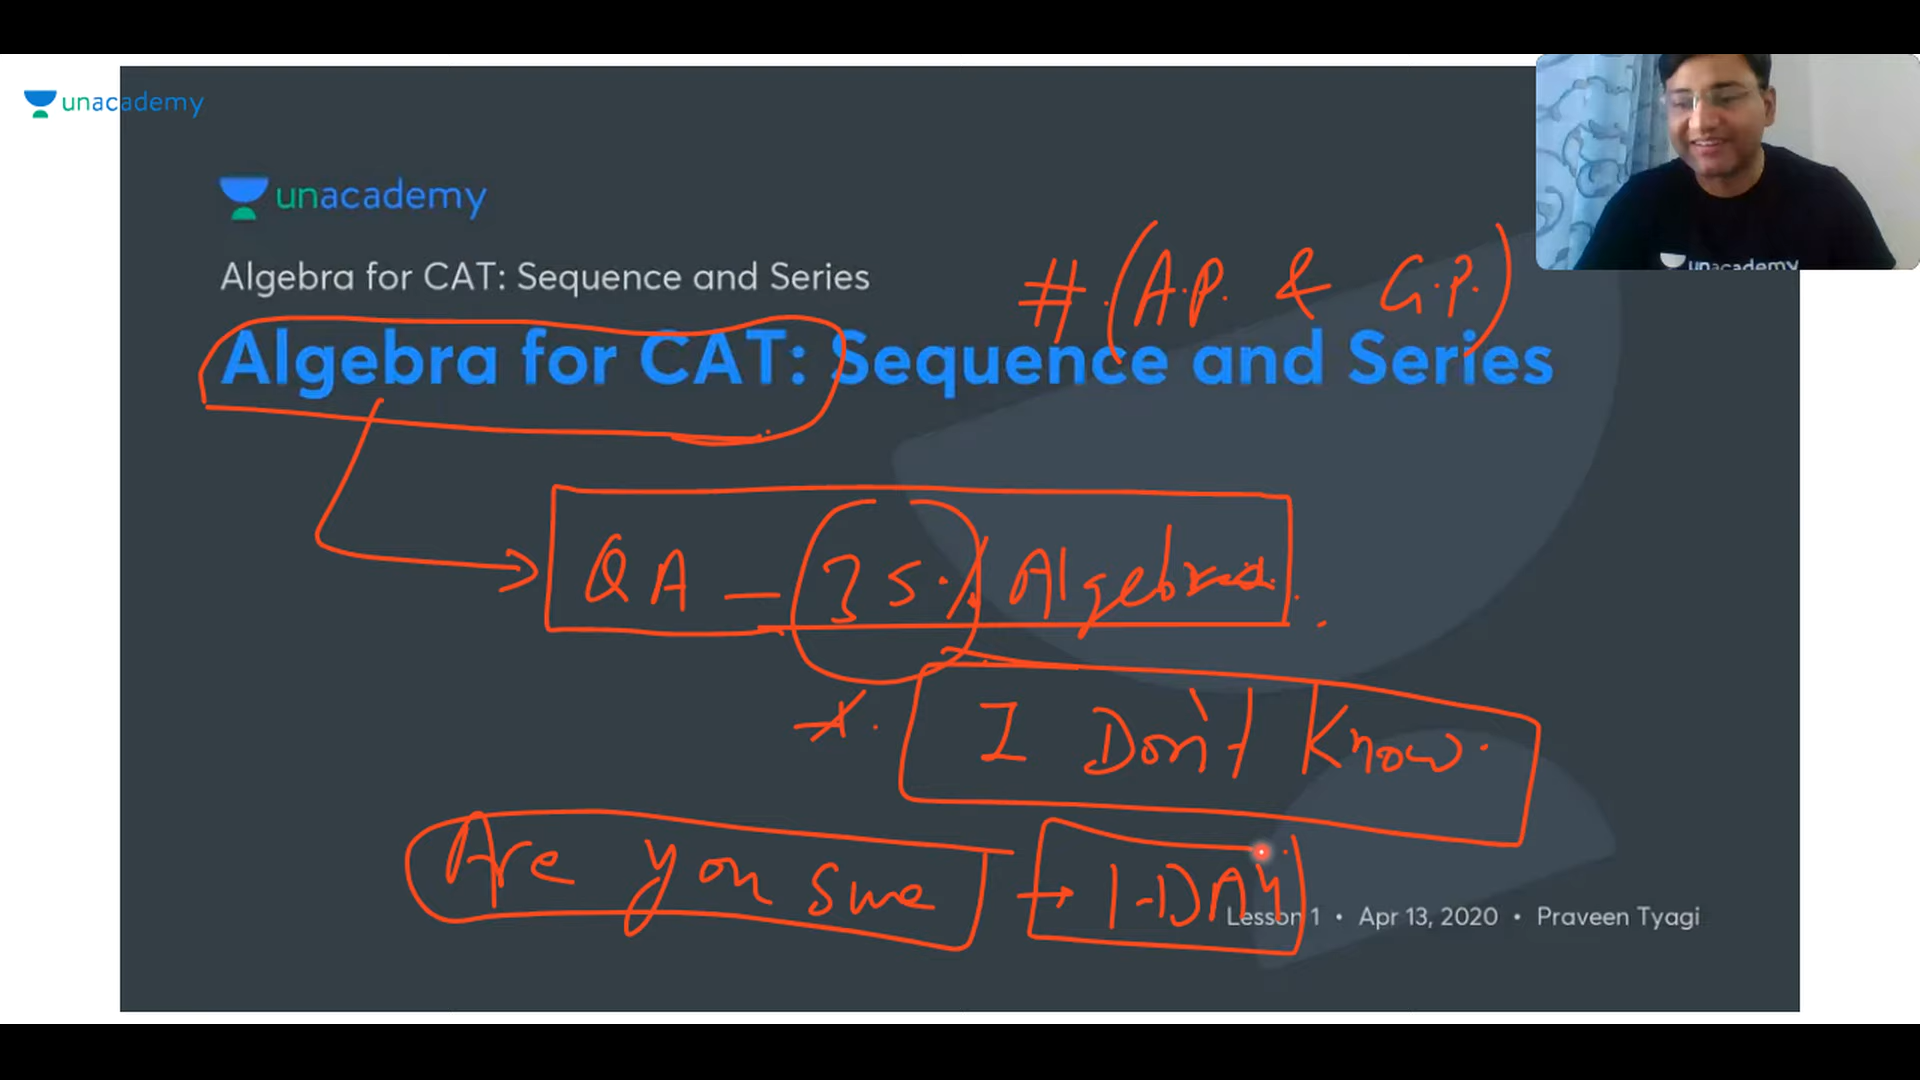 unacademy
unacademy
Algebra for CAT: Sequence and Series
# (A.P. & G.P.)
Algebra for CAT: Sequence and Series
QA - 35% Algebra.
* I Don't Know.
Are you sure → 1-DAY
Lesson 1 • Apr 13, 2020 • Praveen Tyagi
unacademy